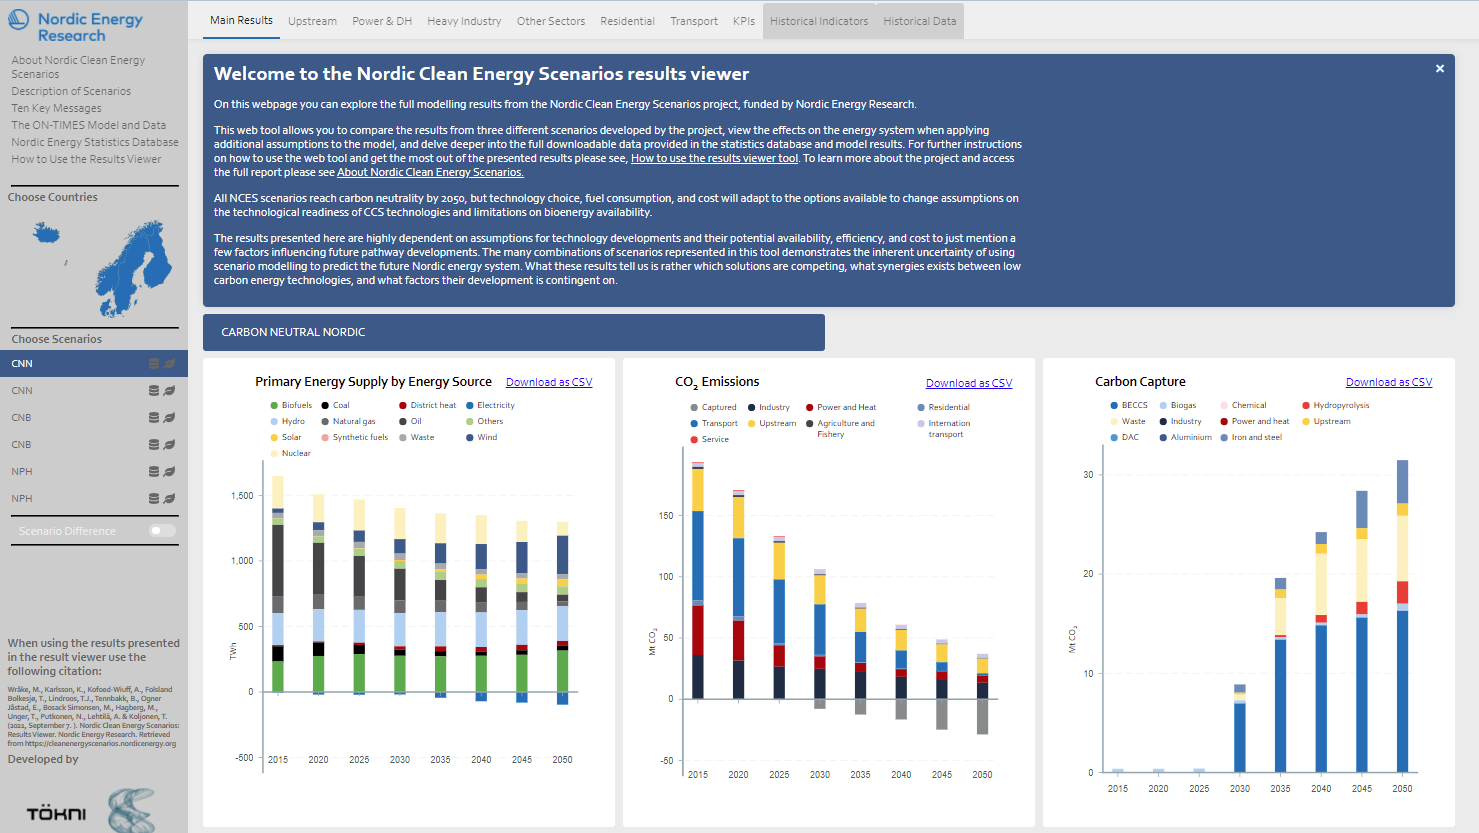 Nordic Energy
Research
About Nordic Clean Energy
Scenarios
Description of Scenarios
Ten Key Messages
The ON-TIMES Model and Data
Nordic Energy Statistics Database
How to Use the Results Viewer
Choose Countries
Choose Scenarios
CNN
CNN
CNB
CNB
NPH
NPH
Scenario Difference
When using the results presented
in the result viewer use the
following citation:
Wråke, M., Karlsson, K., Kofoed-Wiuff, A., Folsland
Bolkesjø, T., Lindroos, T.J., Tennbakk, B., Ogner
Jåstad, E., Bosack Simonsen, M., Hagberg, M.,
Unger, T., Putkonen, N., Lehtilä, A. & Koljonen, T.
(2021, September 7. ). Nordic Clean Energy Scenarios:
Results Viewer. Nordic Energy Research. Retrieved
from https://cleanenergyscenarios.nordicenergy.org
Developed by
TÖKNI
Main Results Upstream Power & DH Heavy Industry Other Sectors Residential Transport KPIs Historical Indicators Historical Data
Welcome to the Nordic Clean Energy Scenarios results viewer ×
On this webpage you can explore the full modelling results from the Nordic Clean Energy Scenarios project, funded by Nordic Energy Research.
This web tool allows you to compare the results from three different scenarios developed by the project, view the effects on the energy system when applying
additional assumptions to the model, and delve deeper into the full downloadable data provided in the statistics database and model results. For further instructions
on how to use the web tool and get the most out of the presented results please see, How to use the results viewer tool. To learn more about the project and access
the full report please see About Nordic Clean Energy Scenarios.
All NCES scenarios reach carbon neutrality by 2050, but technology choice, fuel consumption, and cost will adapt to the options available to change assumptions on
the technological readiness of CCS technologies and limitations on bioenergy availability.
The results presented here are highly dependent on assumptions for technology developments and their potential availability, efficiency, and cost to just mention a
few factors influencing future pathway developments. The many combinations of scenarios represented in this tool demonstrates the inherent uncertainty of using
scenario modelling to predict the future Nordic energy system. What these results tell us is rather which solutions are competing, what synergies exists between low
carbon energy technologies, and what factors their development is contingent on.
CARBON NEUTRAL NORDIC
Primary Energy Supply by Energy Source Download as CSV
Biofuels Coal District heat Electricity
Hydro Natural gas Oil Others
Solar Synthetic fuels Waste Wind
Nuclear
1,500
1,000
500
0
-500
TWh
2015 2020 2025 2030 2035 2040 2045 2050
CO₂ Emissions Download as CSV
Captured Industry Power and Heat Residential
Transport Upstream Agriculture and Fishery Internation transport
Service
150
100
50
0
-50
Mt CO₂
2015 2020 2025 2030 2035 2040 2045 2050
Carbon Capture Download as CSV
BECCS Biogas Chemical Hydropyrolysis
Waste Industry Power and heat Upstream
DAC Aluminium Iron and steel
30
20
10
0
Mt CO₂
2015 2020 2025 2030 2035 2040 2045 2050